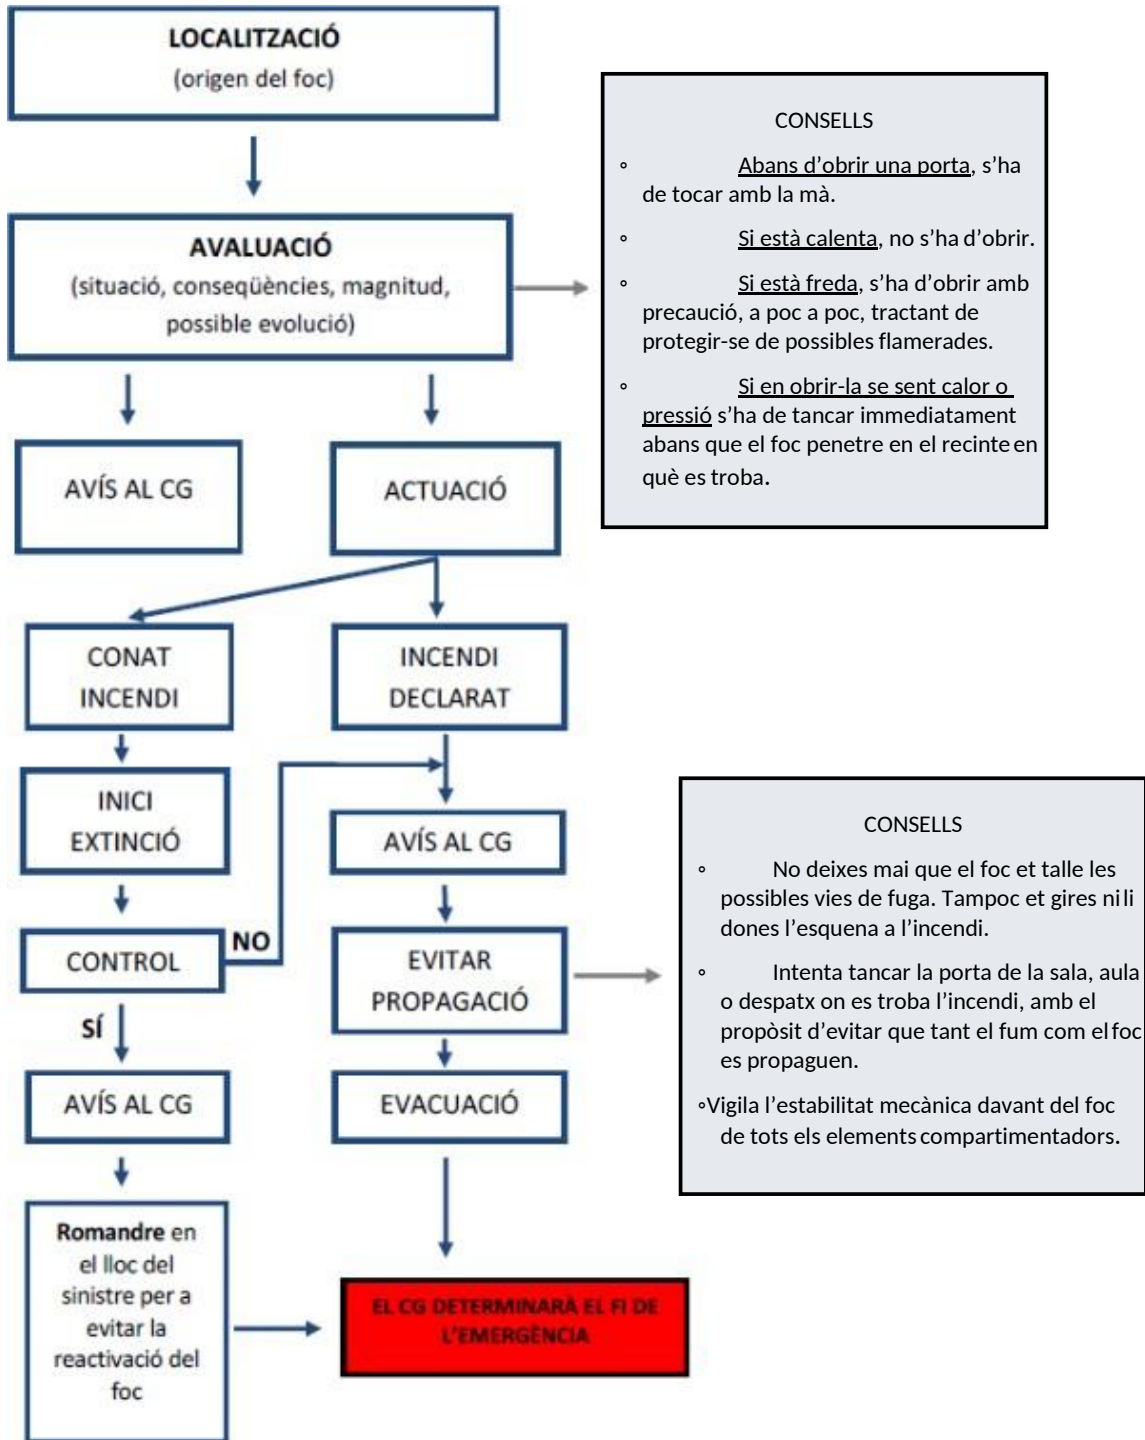 LOCALITZACIÓ
(origen del foc)
CONSELLS
◦ Abans d’obrir una porta, s’ha
de tocar amb la mà.
◦ Si està calenta, no s’ha d’obrir.
◦ Si està freda, s’ha d’obrir amb
precaució, a poc a poc, tractant de
protegir-se de possibles flamerades.
◦ Si en obrir-la se sent calor o
pressió s’ha de tancar immediatament
abans que el foc penetre en el recinte en
què es troba.
AVALUACIÓ
(situació, conseqüències, magnitud,
possible evolució)
AVÍS AL CG
ACTUACIÓ
CONAT
INCENDI
INCENDI
DECLARAT
INICI
EXTINCIÓ
AVÍS AL CG
CONTROL
NO
SÍ
EVITAR
PROPAGACIÓ
CONSELLS
◦ No deixes mai que el foc et talle les
possibles vies de fuga. Tampoc et gires ni li
dones l’esquena a l’incendi.
◦ Intenta tancar la porta de la sala, aula
o despatx on es troba l’incendi, amb el
propòsit d’evitar que tant el fum com el foc
es propaguen.
◦Vigila l’estabilitat mecànica davant del foc
de tots els elements compartimentadors.
AVÍS AL CG
EVACUACIÓ
Romandre en
el lloc del
sinistre per a
evitar la
reactivació del
foc
EL CG DETERMINARÀ EL FI DE
L’EMERGÈNCIA